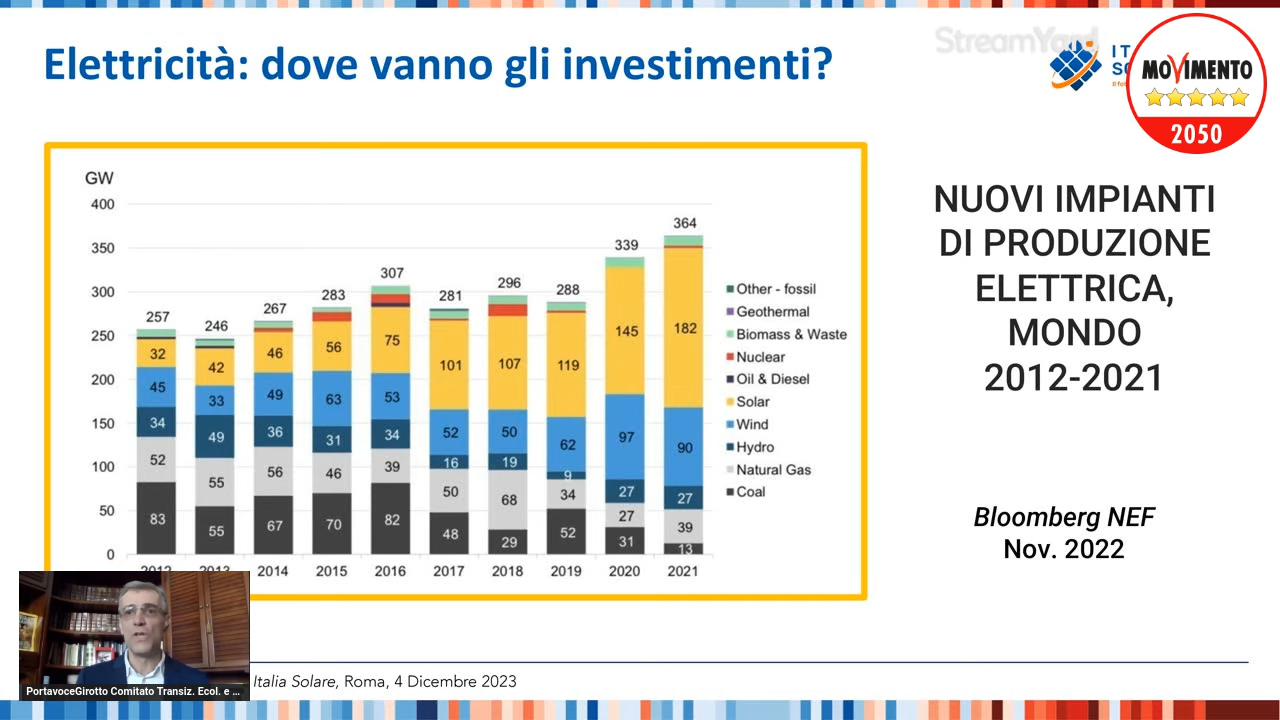 Elettricità: dove vanno gli investimenti?
StreamYard
IT
SO
MOVIMENTO
2050
GW
400
350
300
250
200
150
100
50
0
257
32
45
34
52
83
246
42
33
49
55
55
267
46
49
36
56
67
283
56
63
31
46
70
307
75
53
34
39
82
281
101
52
16
50
48
296
107
50
19
68
29
288
119
62
9
34
52
339
145
97
27
27
31
364
182
90
27
39
13
2012 2013 2014 2015 2016 2017 2018 2019 2020 2021
Other - fossil
Geothermal
Biomass & Waste
Nuclear
Oil & Diesel
Solar
Wind
Hydro
Natural Gas
Coal
NUOVI IMPIANTI
DI PRODUZIONE
ELETTRICA,
MONDO
2012-2021
Bloomberg NEF
Nov. 2022
PortavoceGirotto Comitato Transiz. Ecol. e ...
Italia Solare, Roma, 4 Dicembre 2023